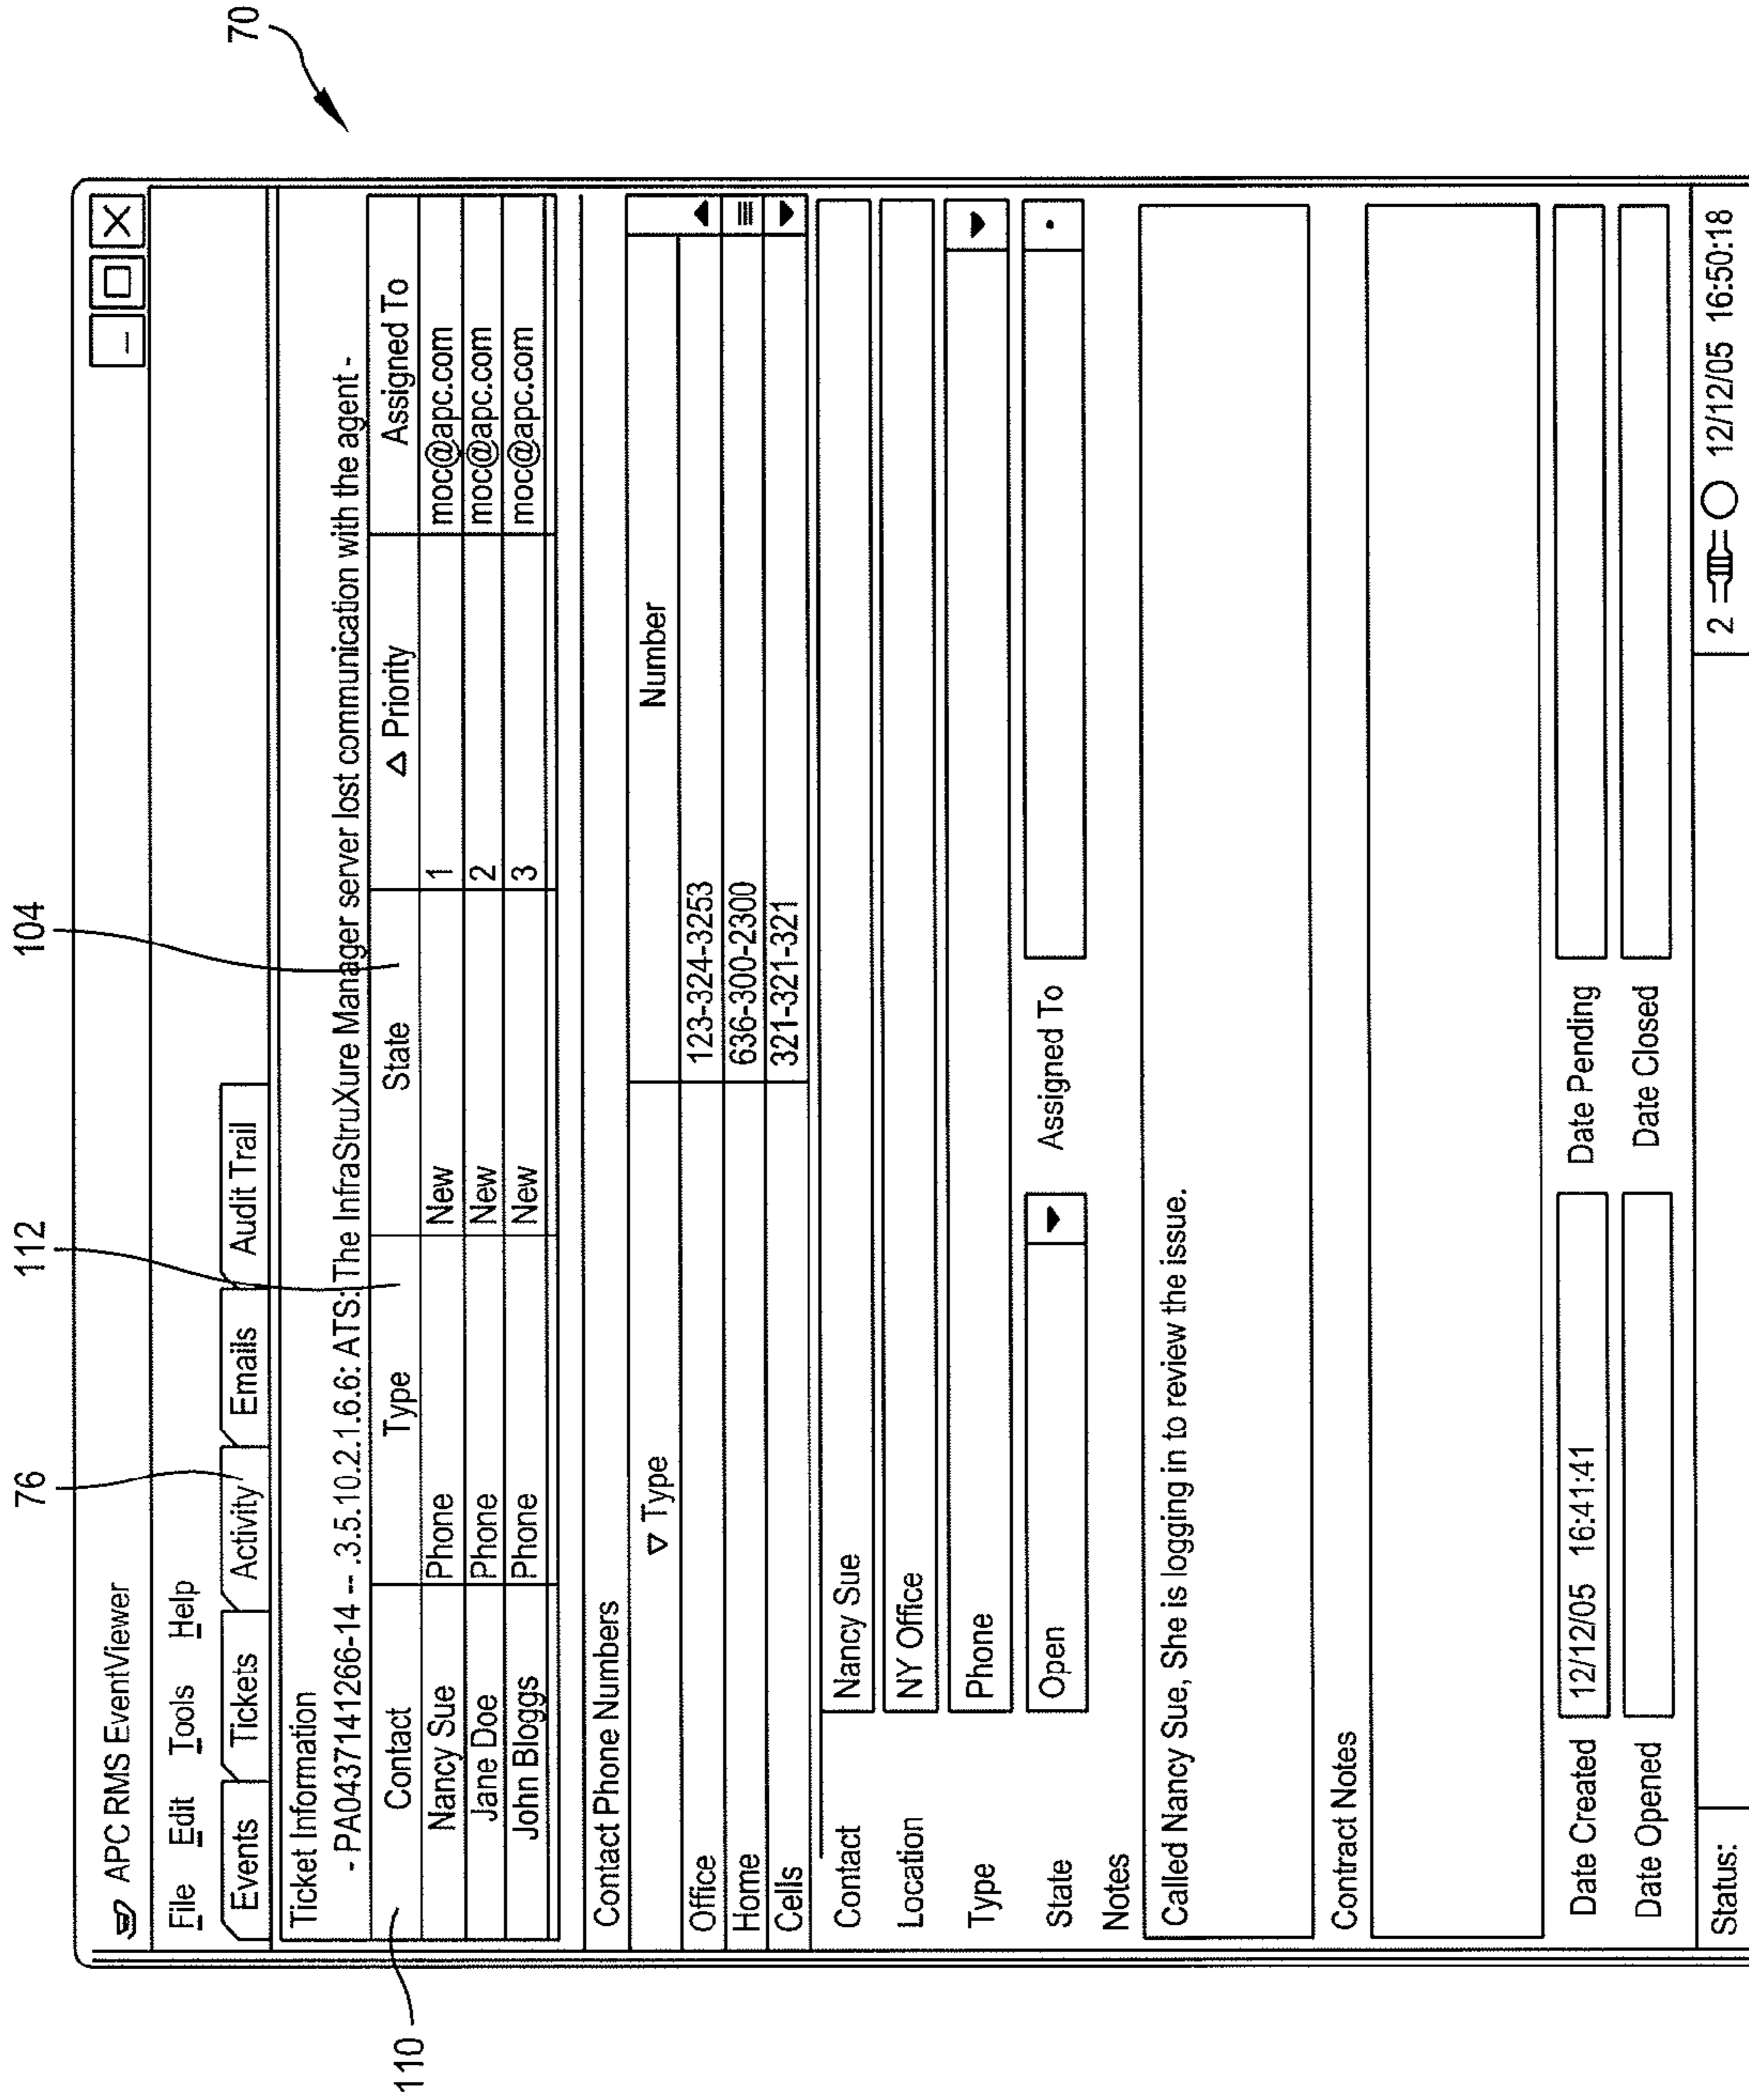 76 112 104
70
APC RMS EventViewer
File Edit Tools Help
Events Tickets Activity Emails Audit Trail
Ticket Information
- PA0437141266-14 -- .3.5.10.2.1.6.6: ATS: The InfraStruXure Manager server lost communication with the agent -
110
Contact Type State Priority Assigned To
Nancy Sue Phone New 1 moc@apc.com
Jane Doe Phone New 2 moc@apc.com
John Bloggs Phone New 3 moc@apc.com
Contact Phone Numbers
Type Number
Office 123-324-3253
Home 636-300-2300
Cells 321-321-321
Contact Nancy Sue
Location NY Office
Type Phone
State Open Assigned To
Notes
Called Nancy Sue, She is logging in to review the issue.
Contract Notes
Date Created 12/12/05 16:41:41 Date Pending
Date Opened Date Closed
Status: 2 12/12/05 16:50:18